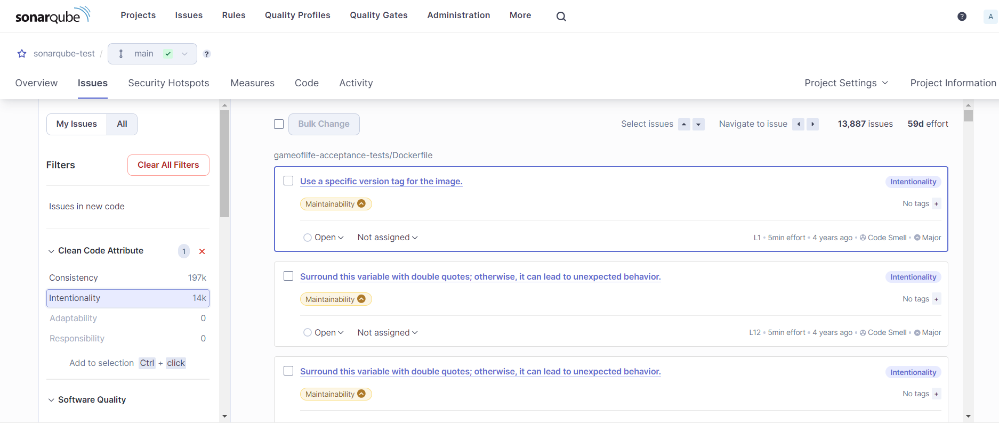 sonarqube Projects Issues Rules Quality Profiles Quality Gates Administration More ? A
sonarqube-test / main ?
Overview Issues Security Hotspots Measures Code Activity Project Settings Project Information
My Issues All
Filters Clear All Filters
Issues in new code
Clean Code Attribute 1
Consistency 197k
Intentionality 14k
Adaptability 0
Responsibility 0
Add to selection Ctrl + click
Software Quality
Bulk Change Select issues Navigate to issue 13,887 issues 59d effort
gameoflife-acceptance-tests/Dockerfile
Use a specific version tag for the image. Intentionality
Maintainability No tags +
Open Not assigned L1 • 5min effort • 4 years ago • Code Smell • Major
Surround this variable with double quotes; otherwise, it can lead to unexpected behavior. Intentionality
Maintainability No tags +
Open Not assigned L12 • 5min effort • 4 years ago • Code Smell • Major
Surround this variable with double quotes; otherwise, it can lead to unexpected behavior. Intentionality
Maintainability No tags +